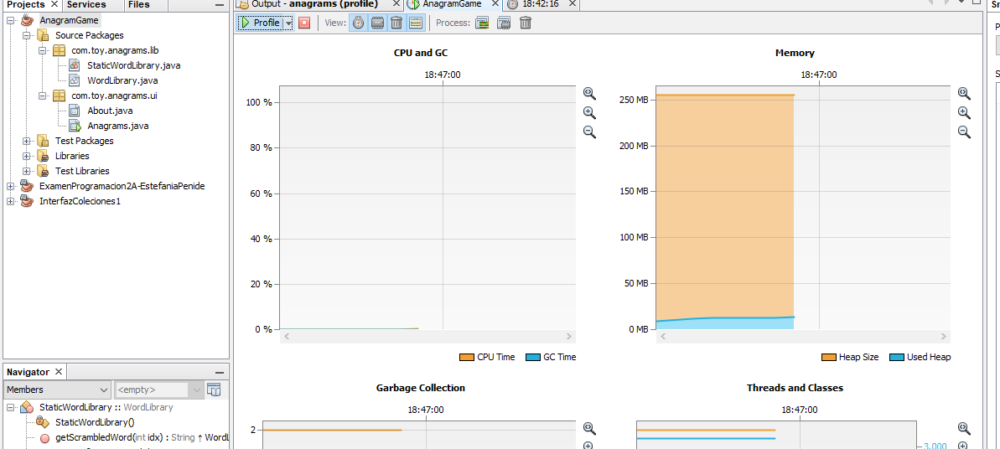 Projects Services Files
AnagramGame
Source Packages
com.toy.anagrams.lib
StaticWordLibrary.java
WordLibrary.java
com.toy.anagrams.ui
About.java
Anagrams.java
Test Packages
Libraries
Test Libraries
ExamenProgramacion2A-EstefaniaPenide
InterfazColeciones1
Navigator
Members <empty>
StaticWordLibrary :: WordLibrary
StaticWordLibrary()
getScrambledWord(int idx) : String ↑ WordL
Output - anagrams (profile) AnagramGame 18:42:16
Profile View: Process:
CPU and GC
18:47:00
100 %
80 %
60 %
40 %
20 %
0 %
CPU Time GC Time
Memory
18:47:00
250 MB
200 MB
150 MB
100 MB
50 MB
0 MB
Heap Size Used Heap
Garbage Collection
18:47:00
2
Threads and Classes
18:47:00
3.000